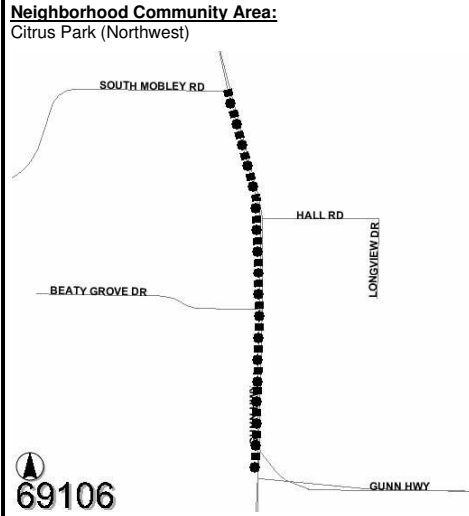 Neighborhood Community Area:
Citrus Park (Northwest)
SOUTH MOBLEY RD
HALL RD
LONGVIEW DR
BEATY GROVE DR
GUNN HWY
69106